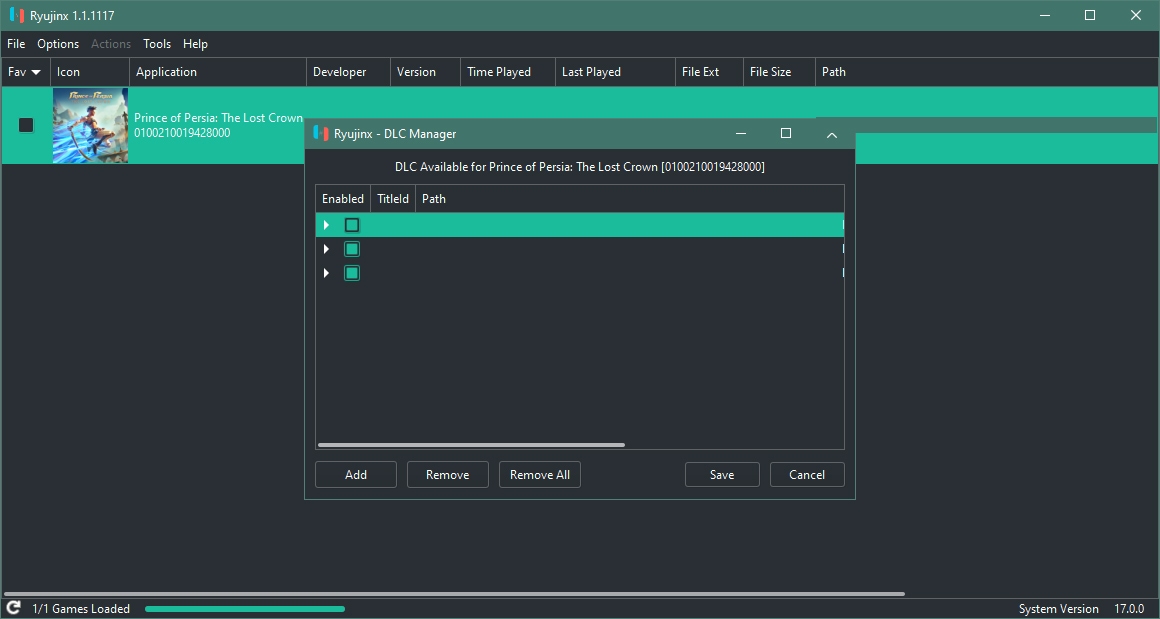 Ryujinx 1.1.1117
File Options Actions Tools Help
Fav Icon Application Developer Version Time Played Last Played File Ext File Size Path
Prince of Persia
Prince of Persia: The Lost Crown
0100210019428000
Ryujinx - DLC Manager
DLC Available for Prince of Persia: The Lost Crown [0100210019428000]
Enabled TitleId Path
Add Remove Remove All Save Cancel
1/1 Games Loaded System Version 17.0.0